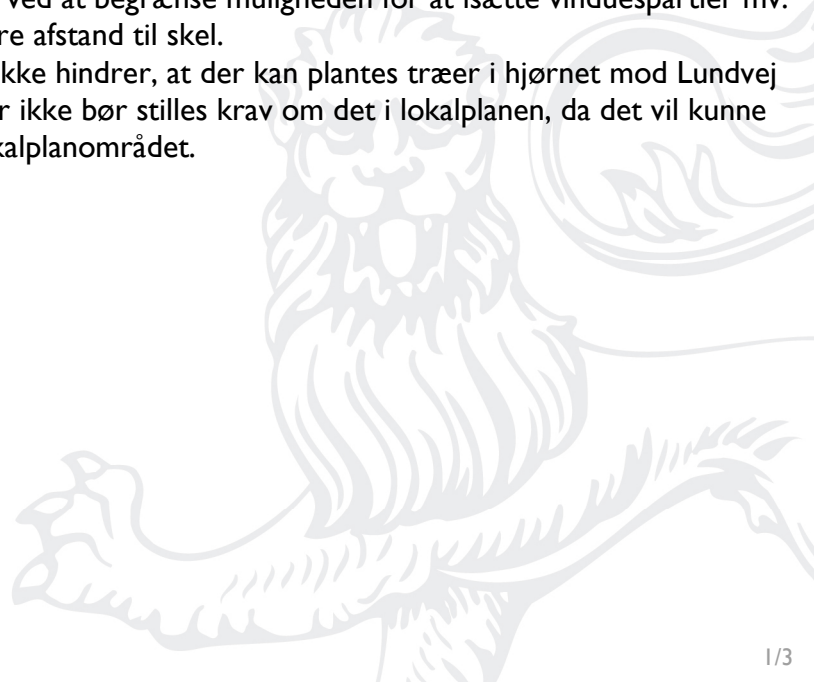 ved at begrænse muligheden for at isætte vinduespartier mv.
re afstand til skel.
kke hindrer, at der kan plantes træer i hjørnet mod Lundvej
r ikke bør stilles krav om det i lokalplanen, da det vil kunne
kalplanområdet.
1/3